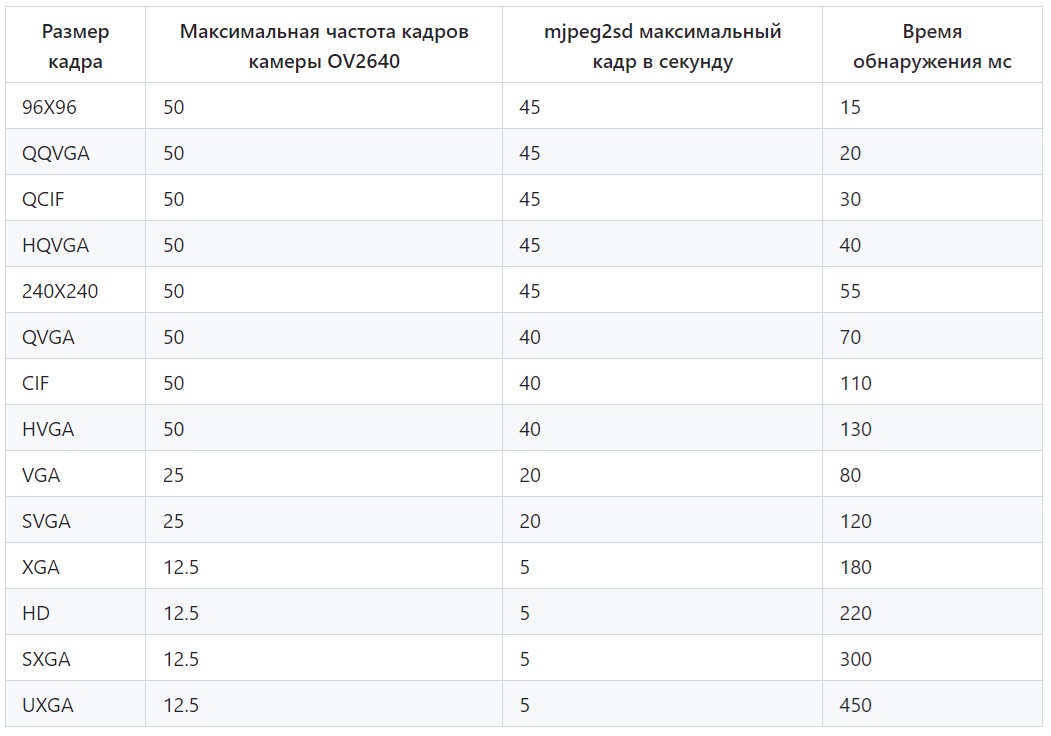 Размер Максимальная частота кадров mjpeg2sd максимальный Время
кадра камеры OV2640 кадр в секунду обнаружения мс
96X96 50 45 15
QQVGA 50 45 20
QCIF 50 45 30
HQVGA 50 45 40
240X240 50 45 55
QVGA 50 40 70
CIF 50 40 110
HVGA 50 40 130
VGA 25 20 80
SVGA 25 20 120
XGA 12.5 5 180
HD 12.5 5 220
SXGA 12.5 5 300
UXGA 12.5 5 450